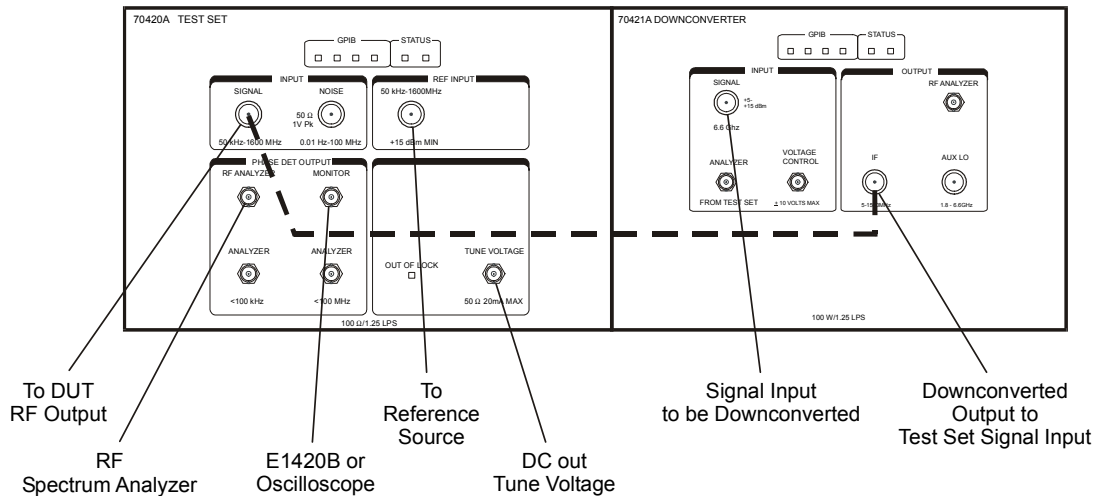 70420A TEST SET
70421A DOWNCONVERTER
GPIB STATUS
GPIB STATUS
INPUT
REF INPUT
INPUT
OUTPUT
SIGNAL
NOISE
50 kHz-1600MHz
SIGNAL
RF ANALYZER
50 Ω
1V Pk
+5-
+15 dBm
50 kHz-1600 MHz
0.01 Hz-100 MHz
+15 dBm MIN
6.6 Ghz
PHASE DET OUTPUT
RF ANALYZER
MONITOR
ANALYZER
VOLTAGE
CONTROL
IF
AUX LO
FROM TEST SET
± 10 VOLTS MAX
1.8 - 6.6GHz
ANALYZER
ANALYZER
OUT OF LOCK
TUNE VOLTAGE
<100 kHz
<100 MHz
50 Ω 20mA MAX
100 Ω/1.25 LPS
100 W/1.25 LPS
To DUT
RF Output
To
Reference
Source
Signal Input
to be Downconverted
Downconverted
Output to
Test Set Signal Input
RF
Spectrum Analyzer
E1420B or
Oscilloscope
DC out
Tune Voltage